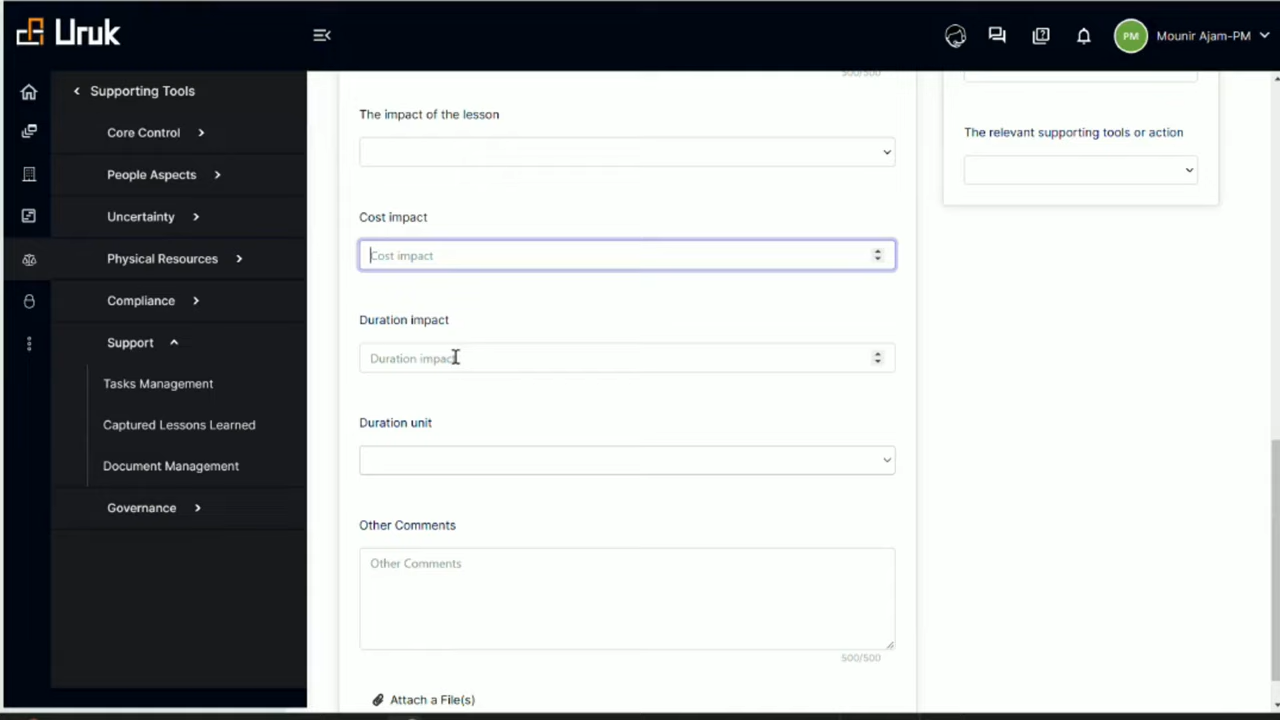 Uruk
PM
Mounir Ajam-PM
Supporting Tools
Core Control
People Aspects
Uncertainty
Physical Resources
Compliance
Support
Tasks Management
Captured Lessons Learned
Document Management
Governance
500/500
The impact of the lesson
Cost impact
Cost impact
Duration impact
Duration impact
Duration unit
Other Comments
Other Comments
500/500
Attach a File(s)
The relevant supporting tools or action